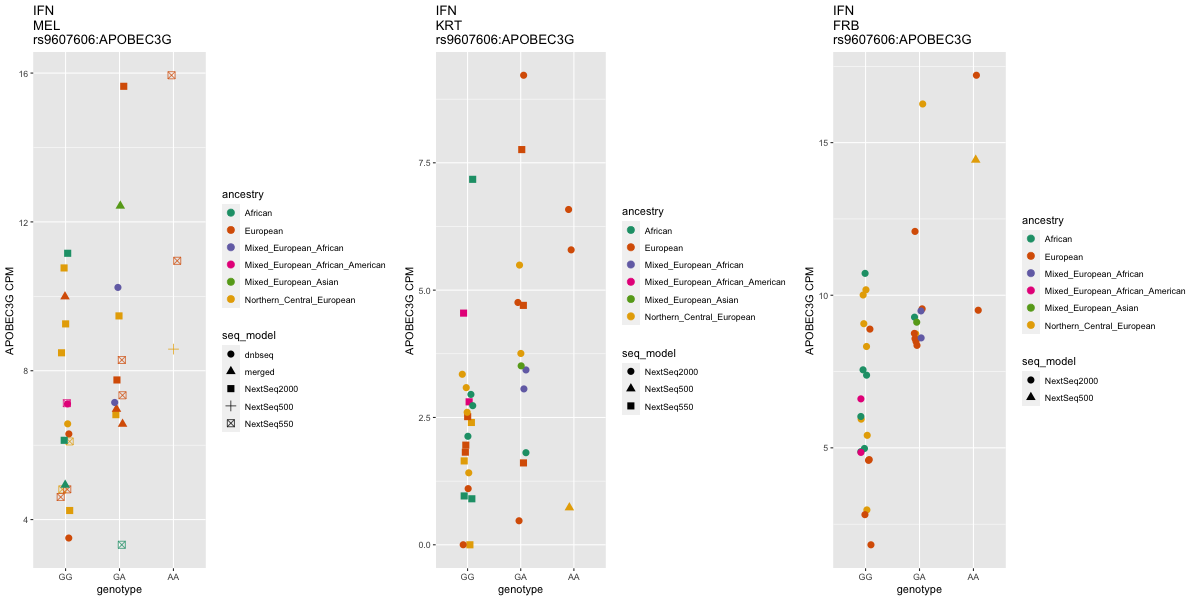 IFN
MEL
rs9607606:APOBEC3G
APOBEC3G CPM
16
12
8
4
GG
GA
AA
genotype
ancestry
African
European
Mixed_European_African
Mixed_European_African_American
Mixed_European_Asian
Northern_Central_European
seq_model
dnbseq
merged
NextSeq2000
NextSeq500
NextSeq550
IFN
KRT
rs9607606:APOBEC3G
APOBEC3G CPM
7.5
5.0
2.5
0.0
GG
GA
AA
genotype
ancestry
African
European
Mixed_European_African
Mixed_European_African_American
Mixed_European_Asian
Northern_Central_European
seq_model
NextSeq2000
NextSeq500
NextSeq550
IFN
FRB
rs9607606:APOBEC3G
APOBEC3G CPM
15
10
5
GG
GA
AA
genotype
ancestry
African
European
Mixed_European_African
Mixed_European_African_American
Mixed_European_Asian
Northern_Central_European
seq_model
NextSeq2000
NextSeq500